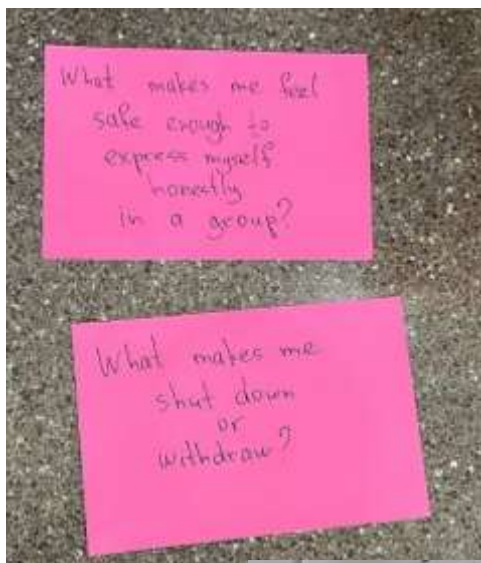 What makes me feel
safe enough to
express myself
honestly
in a group?
What makes me
shut down
or
withdraw?